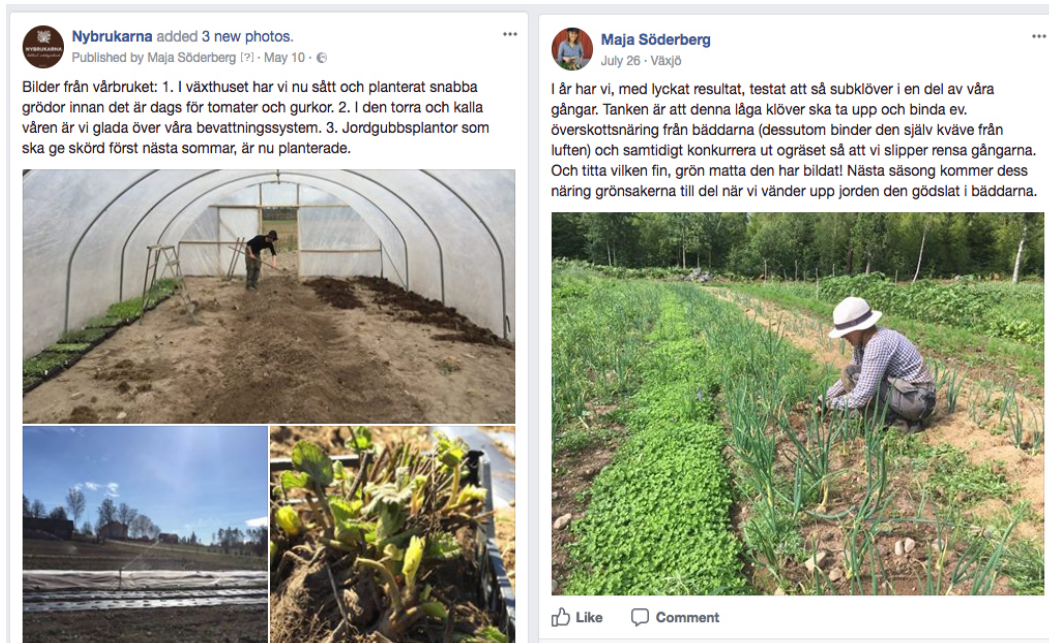 NYBRUKARNA
Nybrukarna added 3 new photos.
Published by Maja Söderberg [?] · May 10 ·
Bilder från vårbruket: 1. I växthuset har vi nu sått och planterat snabba
grödor innan det är dags för tomater och gurkor. 2. I den torra och kalla
våren är vi glada över våra bevattningssystem. 3. Jordgubbsplantor som
ska ge skörd först nästa sommar, är nu planterade.
Maja Söderberg
July 26 · Växjö
I år har vi, med lyckat resultat, testat att så subklöver i en del av våra
gångar. Tanken är att denna låga klöver ska ta upp och binda ev.
överskottsnäring från bäddarna (dessutom binder den själv kväve från
luften) och samtidigt konkurrera ut ogräset så att vi slipper rensa gångarna.
Och titta vilken fin, grön matta den har bildat! Nästa säsong kommer dess
näring grönsakerna till del när vi vänder upp jorden den gödslat i bäddarna.
Like Comment